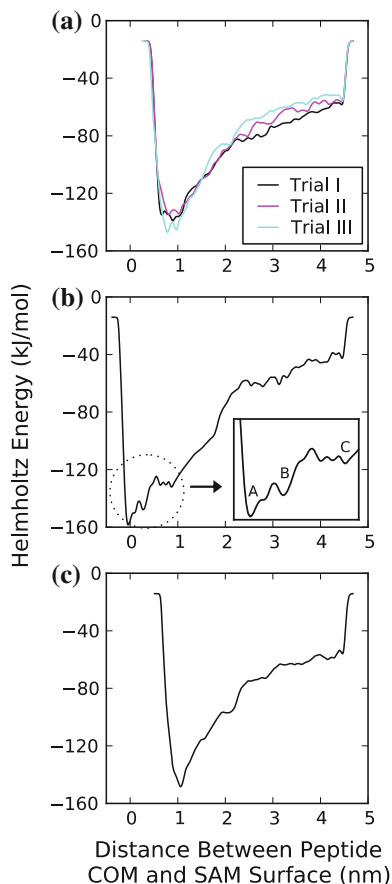 (a)
0
−40
−80
−120
−160
Trial I
Trial II
Trial III
0 1 2 3 4 5
(b)
0
−40
−80
−120
−160
A
B
C
0 1 2 3 4 5
(c)
0
−40
−80
−120
−160
0 1 2 3 4 5
Helmholtz Energy (kJ/mol)
Distance Between Peptide
COM and SAM Surface (nm)